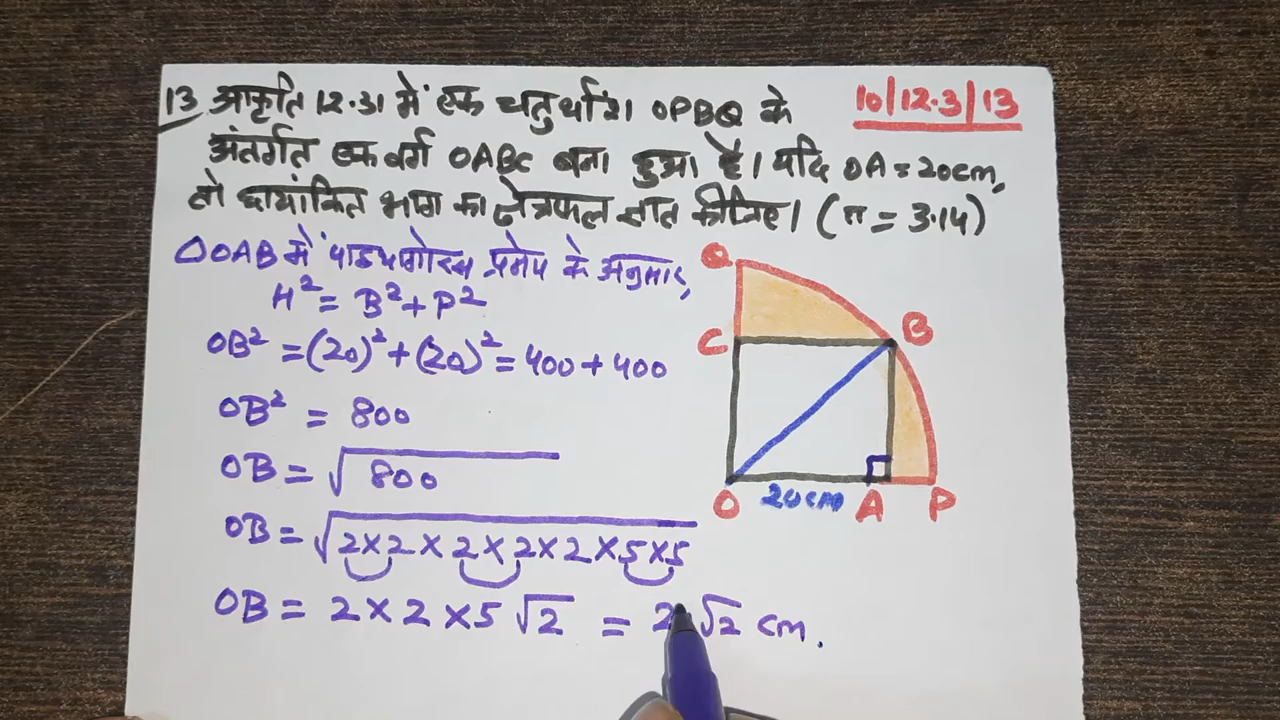 13 आकृति 12.31 में एक चतुर्थांश OPBQ के
10/12.3/13
अंतर्गत एक वर्ग OABC बना हुआ है। यदि OA = 20cm,
तो छायांकित भाग का क्षेत्रफल ज्ञात कीजिए। (π = 3.14)
△OAB में पाइथागोरस प्रमेय के अनुसार,
H² = B² + P²
OB² = (20)² + (20)² = 400 + 400
OB² = 800
OB = √800
OB = √2×2×2×2×2×5×5
OB = 2×2×5√2 = 2 √2 cm.
Q
C
B
O
20cm
A
P